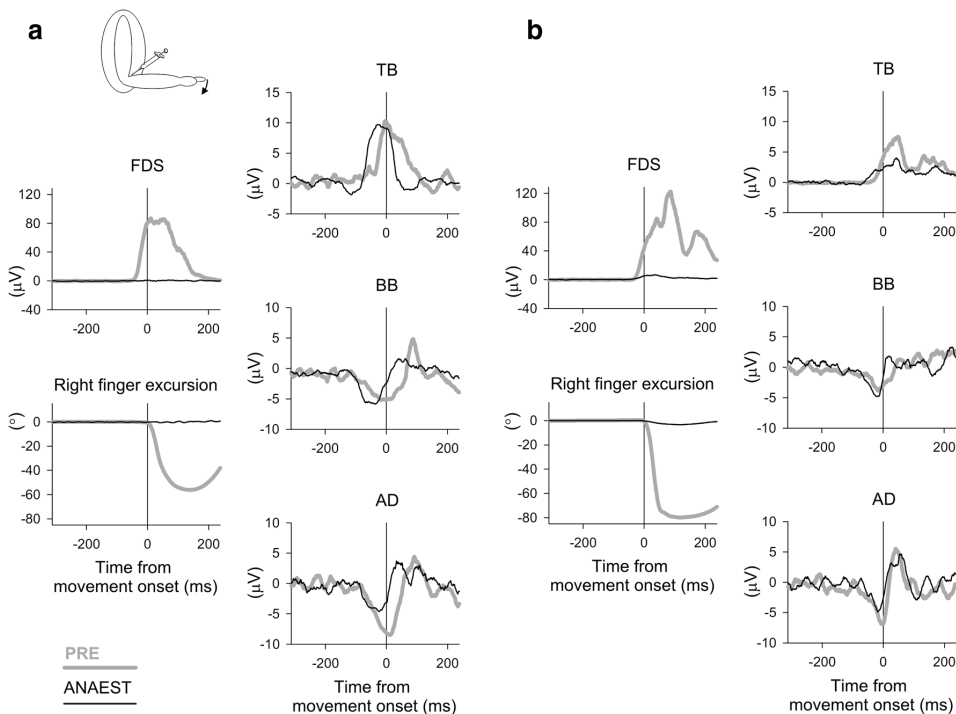 a
FDS
120
80
40
0
-40
(µV)
-200 0 200
Right finger excursion
0
-20
-40
-60
-80
(°)
-200 0 200
Time from
movement onset (ms)
PRE
ANAEST
TB
15
10
5
0
-5
(µV)
-200 0 200
BB
10
5
0
-5
-10
(µV)
-200 0 200
AD
10
5
0
-5
-10
(µV)
-200 0 200
Time from
movement onset (ms)
b
FDS
120
80
40
0
-40
(µV)
-200 0 200
Right finger excursion
0
-20
-40
-60
-80
(°)
-200 0 200
Time from
movement onset (ms)
TB
15
10
5
0
-5
(µV)
-200 0 200
BB
10
5
0
-5
-10
(µV)
-200 0 200
AD
10
5
0
-5
-10
(µV)
-200 0 200
Time from
movement onset (ms)